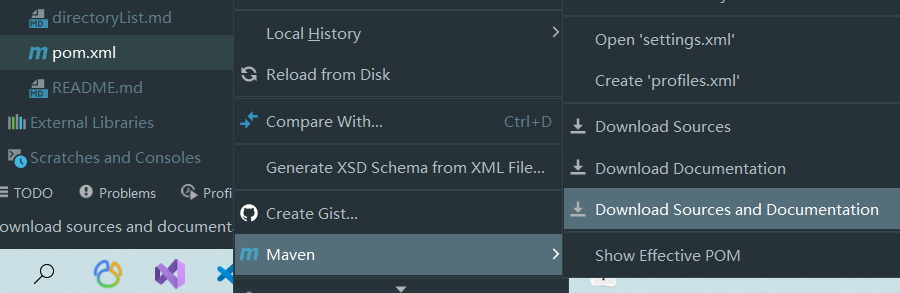 directoryList.md
pom.xml
README.md
External Libraries
Scratches and Consoles
TODO
Problems
Profi
ownload sources and document
Local History
Reload from Disk
Compare With... Ctrl+D
Generate XSD Schema from XML File...
Create Gist...
Maven
Open 'settings.xml'
Create 'profiles.xml'
Download Sources
Download Documentation
Download Sources and Documentation
Show Effective POM